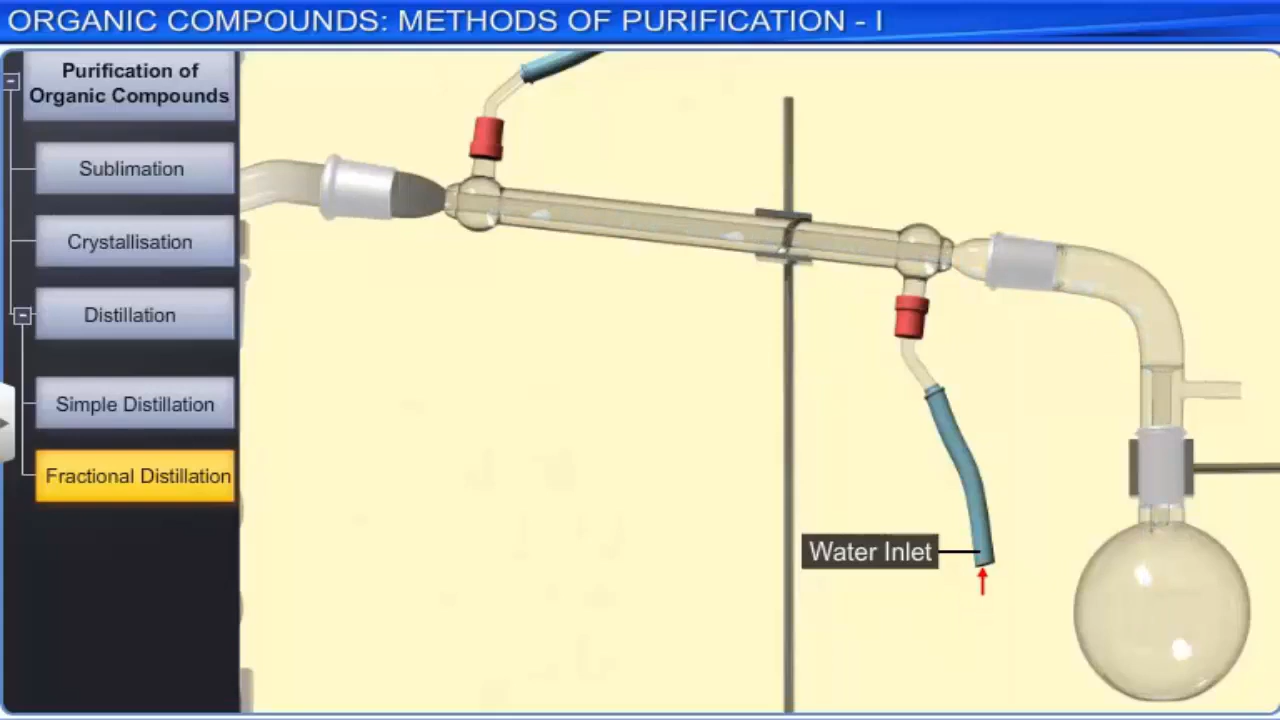 ORGANIC COMPOUNDS: METHODS OF PURIFICATION - I
Purification of
Organic Compounds
Sublimation
Crystallisation
Distillation
Simple Distillation
Fractional Distillation
Water Inlet